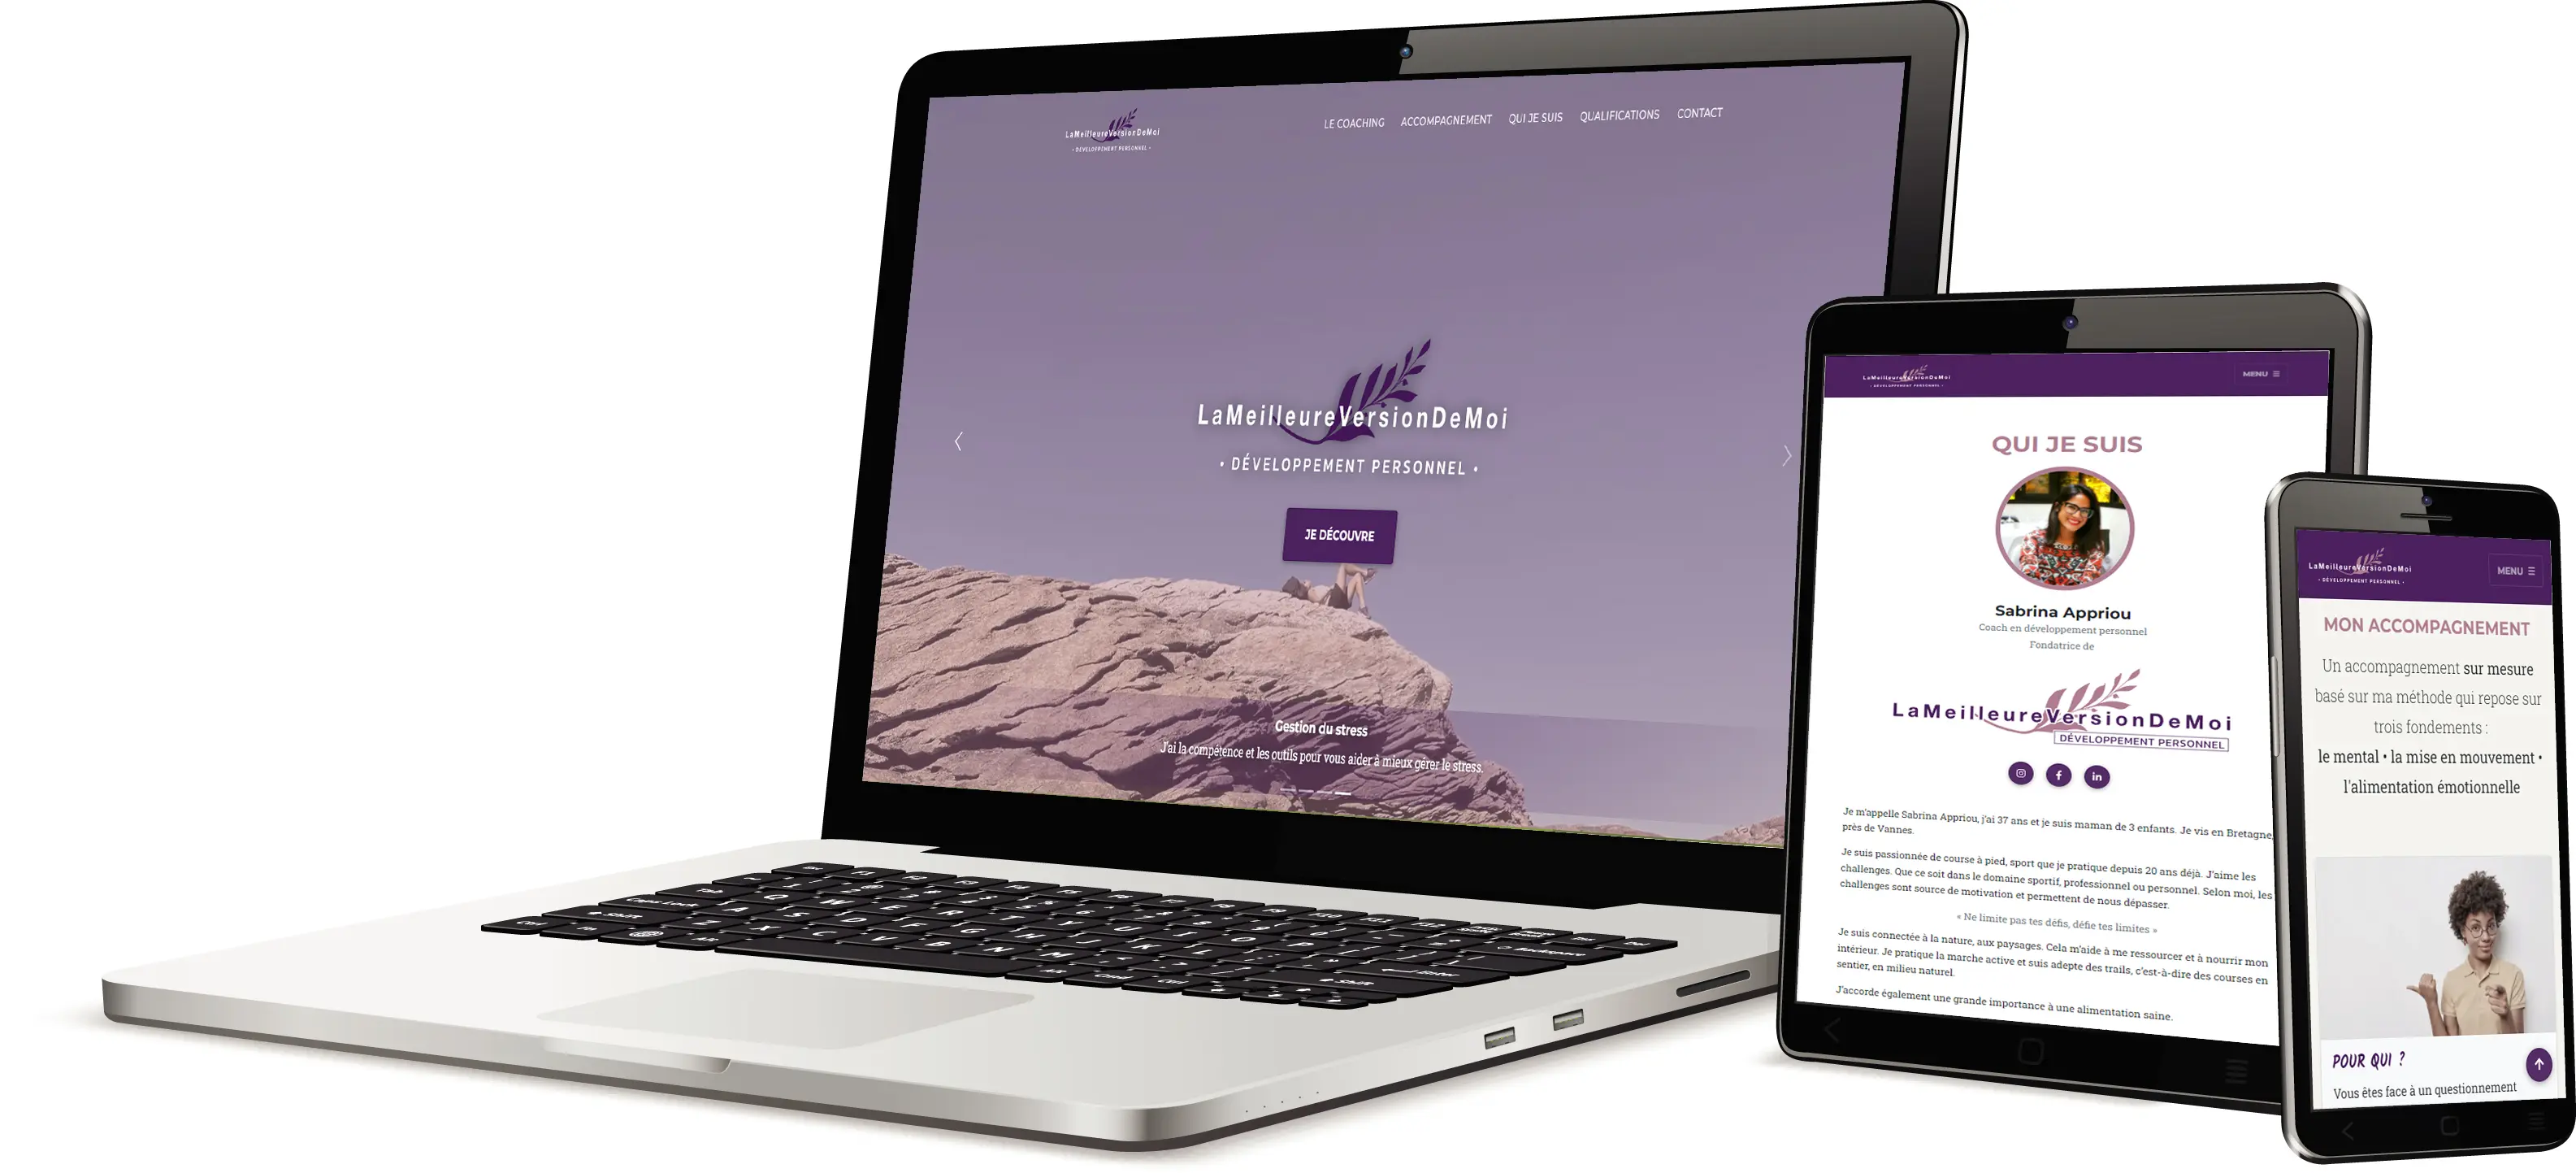 LaMeilleureVersionDeMoi
• DÉVELOPPEMENT PERSONNEL •
LE COACHING ACCOMPAGNEMENT QUI JE SUIS QUALIFICATIONS CONTACT
LaMeilleureVersionDeMoi
• DÉVELOPPEMENT PERSONNEL •
JE DÉCOUVRE
Gestion du stress
J'ai la compétence et les outils pour vous aider à mieux gérer le stress.
LaMeilleureVersionDeMoi
• DÉVELOPPEMENT PERSONNEL •
MENU
QUI JE SUIS
Sabrina Appriou
Coach en développement personnel
Fondatrice de
LaMeilleureVersionDeMoi
DÉVELOPPEMENT PERSONNEL
Je m'appelle Sabrina Appriou, j'ai 37 ans et je suis maman de 3 enfants. Je vis en Bretagne,
près de Vannes.
Je suis passionnée de course à pied, sport que je pratique depuis 20 ans déjà. J'aime les
challenges. Que ce soit dans le domaine sportif, professionnel ou personnel. Selon moi, les
challenges sont source de motivation et permettent de nous dépasser.
« Ne limite pas tes défis, défie tes limites »
Je suis connectée à la nature, aux paysages. Cela m'aide à me ressourcer et à nourrir mon
intérieur. Je pratique la marche active et suis adepte des trails, c'est-à-dire des courses en
sentier, en milieu naturel.
J'accorde également une grande importance à une alimentation saine.
LaMeilleureVersionDeMoi
• DÉVELOPPEMENT PERSONNEL •
MENU
MON ACCOMPAGNEMENT
Un accompagnement sur mesure
basé sur ma méthode qui repose sur
trois fondements :
le mental • la mise en mouvement •
l'alimentation émotionnelle
POUR QUI ?
Vous êtes face à un questionnement